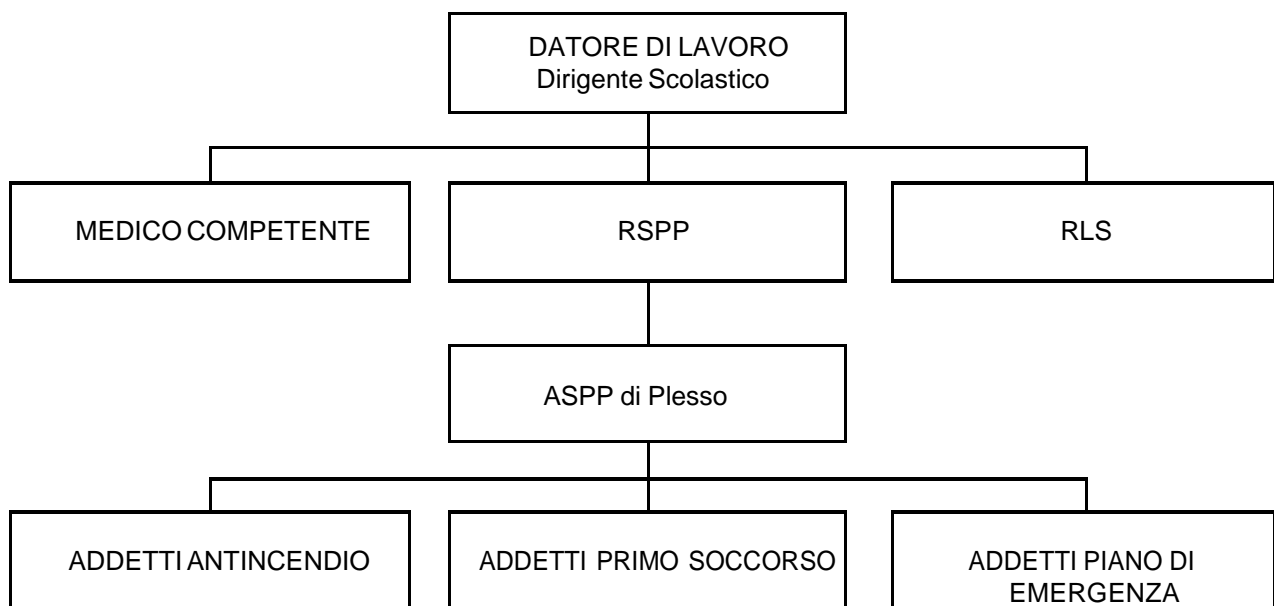 DATORE DI LAVORO
Dirigente Scolastico
MEDICO COMPETENTE
RSPP
RLS
ASPP di Plesso
ADDETTI ANTINCENDIO
ADDETTI PRIMO SOCCORSO
ADDETTI PIANO DI
EMERGENZA